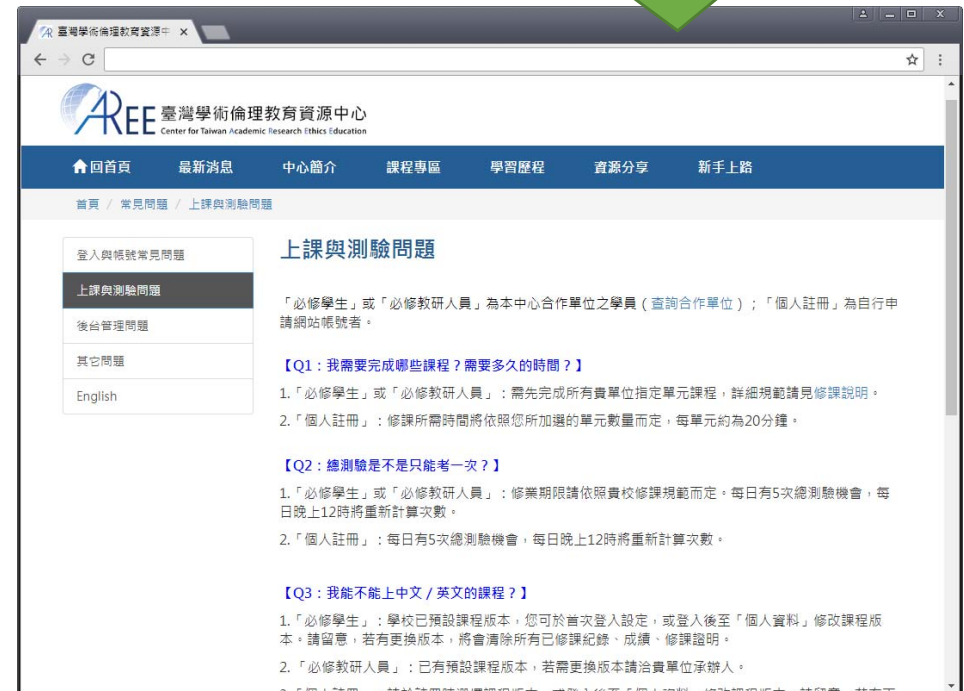 臺灣學術倫理教育資源中
AREE 臺灣學術倫理教育資源中心
Center for Taiwan Academic Research Ethics Education
回首頁 最新消息 中心簡介 課程專區 學習歷程 資源分享 新手上路
首頁 / 常見問題 / 上課與測驗問題
登入與帳號常見問題
上課與測驗問題
後台管理問題
其它問題
English
上課與測驗問題
「必修學生」或「必修教研人員」為本中心合作單位之學員(查詢合作單位);「個人註冊」為自行申
請網站帳號者。
【Q1:我需要完成哪些課程?需要多久的時間?】
1.「必修學生」或「必修教研人員」:需先完成所有貴單位指定單元課程,詳細規範請見修課說明。
2.「個人註冊」:修課所需時間將依照您所加選的單元數量而定,每單元約為20分鐘。
【Q2:總測驗是不是只能考一次?】
1.「必修學生」或「必修教研人員」:修業期限請依照貴校修課規範而定。每日有5次總測驗機會,每
日晚上12時將重新計算次數。
2.「個人註冊」:每日有5次總測驗機會,每日晚上12時將重新計算次數。
【Q3:我能不能上中文 / 英文的課程?】
1.「必修學生」:學校已預設課程版本,您可於首次登入設定,或登入後至「個人資料」修改課程版
本。請留意,若有更換版本,將會清除所有已修課紀錄、成績、修課證明。
2. 「必修教研人員」:已有預設課程版本,若需更換版本請洽貴單位承辦人。